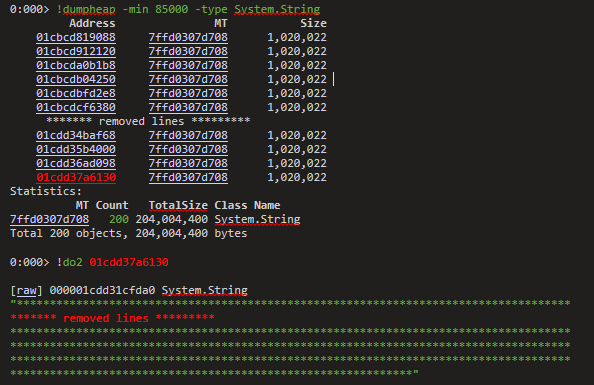 0:000> !dumpheap -min 85000 -type System.String
Address MT Size
01cbcd819088 7ffd0307d708 1,020,022
01cbcd912120 7ffd0307d708 1,020,022
01cbcda0b1b8 7ffd0307d708 1,020,022
01cbcdb04250 7ffd0307d708 1,020,022
01cbcdbfd2e8 7ffd0307d708 1,020,022
01cbcdcf6380 7ffd0307d708 1,020,022
******* removed lines *********
01cdd34baf68 7ffd0307d708 1,020,022
01cdd35b4000 7ffd0307d708 1,020,022
01cdd36ad098 7ffd0307d708 1,020,022
01cdd37a6130 7ffd0307d708 1,020,022
Statistics:
MT Count TotalSize Class Name
7ffd0307d708 200 204,004,400 System.String
Total 200 objects, 204,004,400 bytes
0:000> !do2 01cdd37a6130
[raw] 000001cdd31cfda0 System.String
"************************************************************************************
******* removed lines *********
*************************************************************************************
*************************************************************************************
*************************************************************************************
*************************************************************"